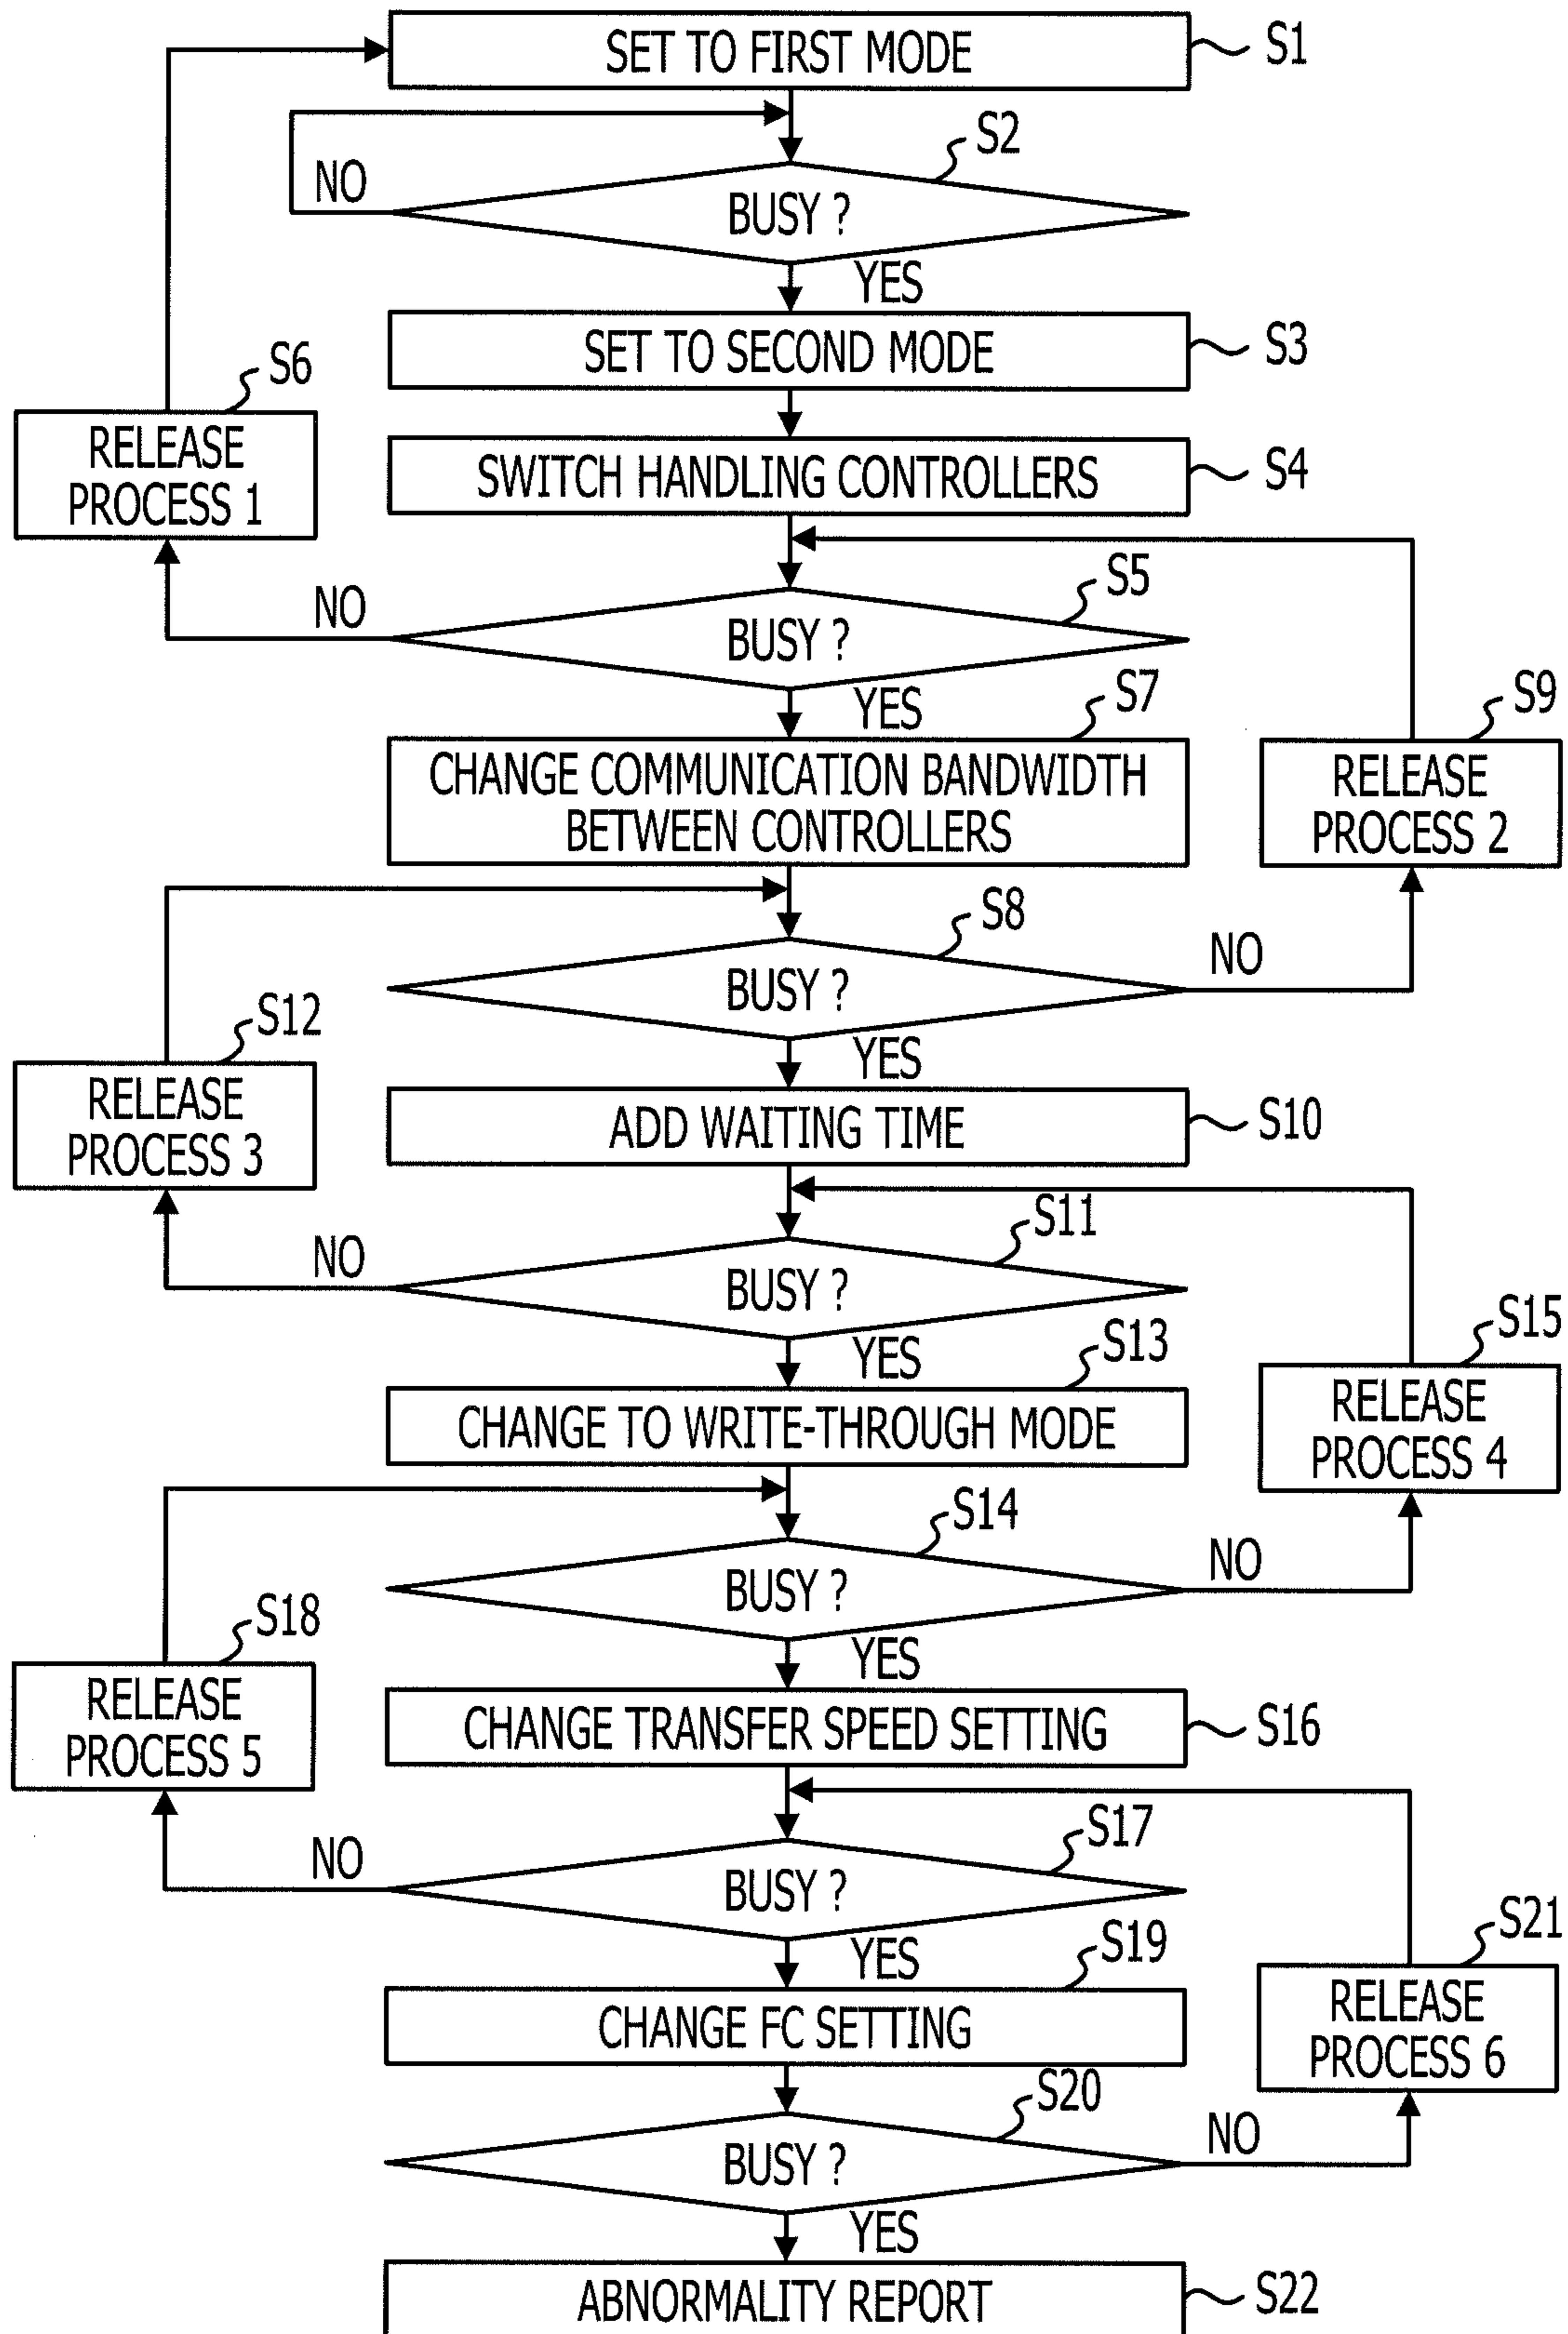 SET TO FIRST MODE
S1
S2
NO
BUSY ?
YES
SET TO SECOND MODE
S3
S6
RELEASE
PROCESS 1
SWITCH HANDLING CONTROLLERS
S4
S5
NO
BUSY ?
YES
S7
S9
CHANGE COMMUNICATION BANDWIDTH
BETWEEN CONTROLLERS
RELEASE
PROCESS 2
S8
NO
BUSY ?
S12
YES
RELEASE
PROCESS 3
ADD WAITING TIME
S10
S11
NO
BUSY ?
S15
YES
S13
RELEASE
PROCESS 4
CHANGE TO WRITE-THROUGH MODE
S14
NO
BUSY ?
S18
YES
RELEASE
PROCESS 5
CHANGE TRANSFER SPEED SETTING
S16
S17
NO
BUSY ?
S21
YES
S19
RELEASE
PROCESS 6
CHANGE FC SETTING
S20
NO
BUSY ?
YES
ABNORMALITY REPORT
S22